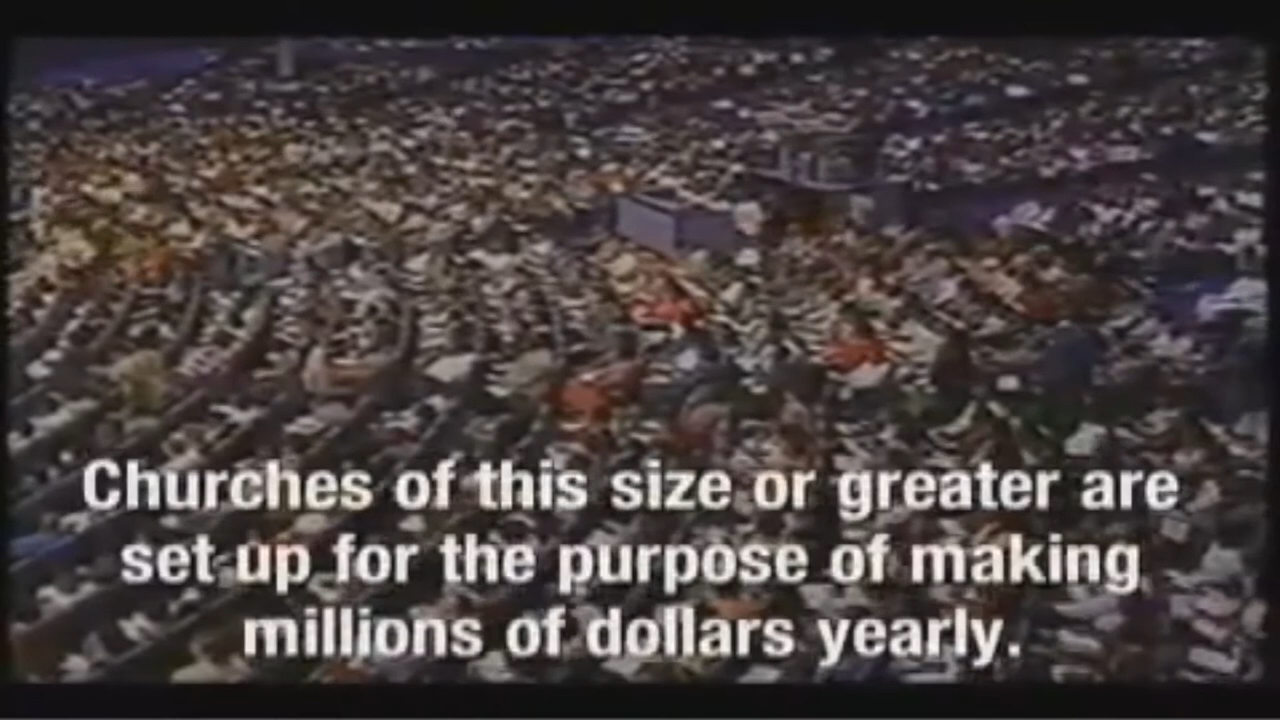 Churches of this size or greater are
set up for the purpose of making
millions of dollars yearly.